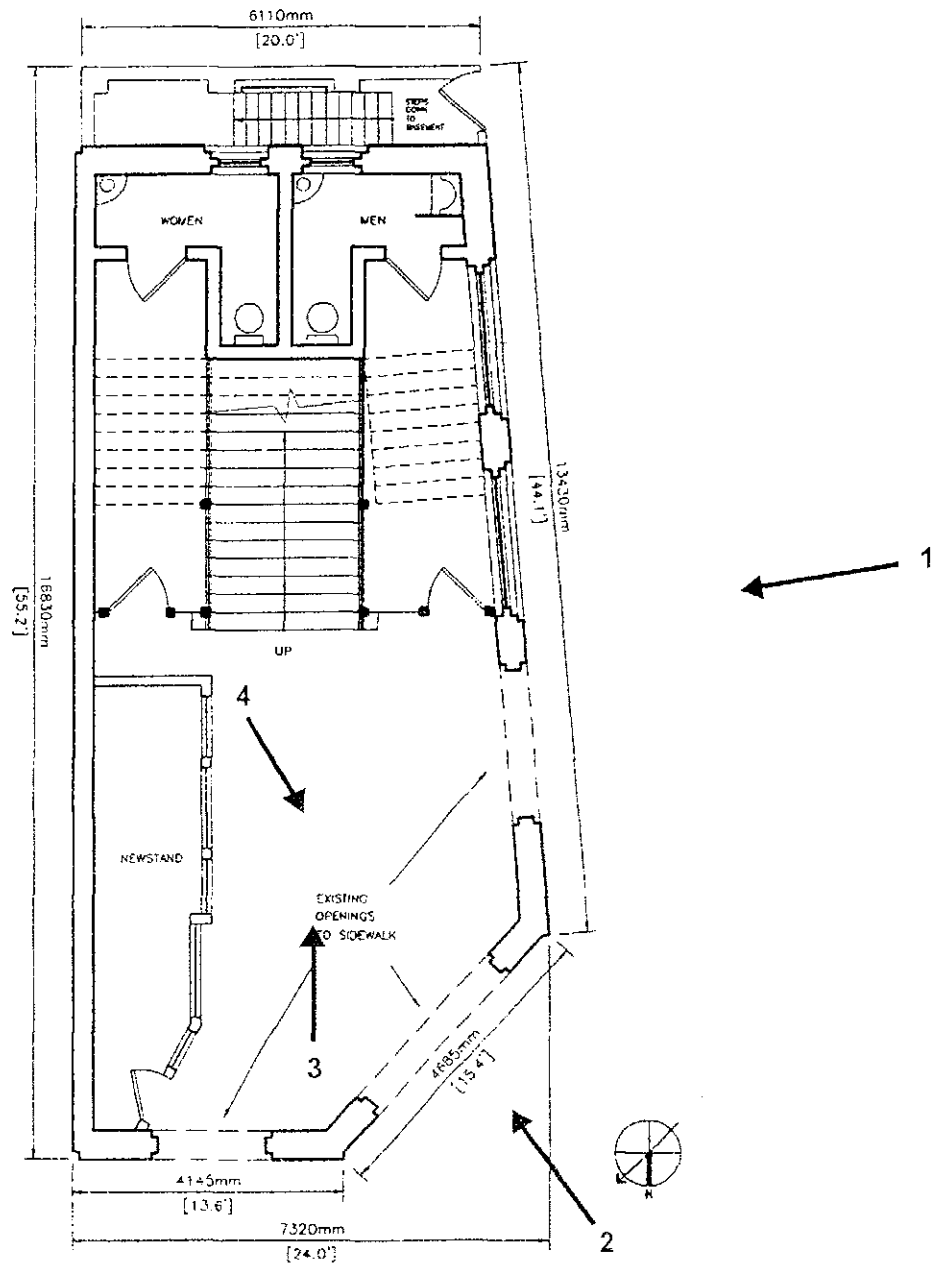 6110mm
[20.0']
STEPS
DOWN
TO
BASEMENT
WOMEN
MEN
13430mm
[44.1']
1
16830mm
[55.2']
UP
4
NEWSTAND
EXISTING
OPENINGS
TO SIDEWALK
3
4685mm
[15.4']
4145mm
[13.6']
N
2
7320mm
[24.0']